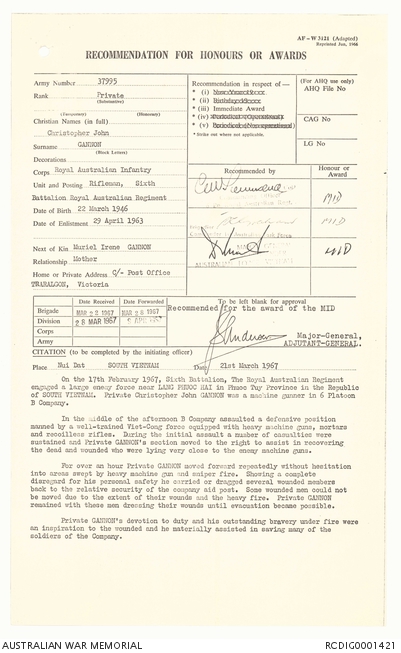 AF - W 3121 (Adapted)
Reprinted Jun, 1966
RECOMMENDATION FOR HONOURS OR AWARDS
Army Number 37995
Rank Private
(Substantive)
(Temporary) (Honorary)
Christian Names (in full)
Christopher John
Surname GANNON
(Block Letters)
Decorations
Corps Royal Australian Infantry
Unit and Posting Rifleman, Sixth
Battalion Royal Australian Regiment
Date of Birth 22 March 1946
Date of Enlistment 29 April 1963
Next of Kin Muriel Irene GANNON
Relationship Mother
Home or Private Address C/- Post Office
TRARALGON, Victoria
Recommendation in respect of—
* (i)
* (ii)
* (iii) Immediate Award
* (iv)
* (v)
* Strike out where not applicable.
(For AHQ use only)
AHQ File No
CAG No
LG No
Recommended by
Honour or
Award
MID
MID
MID
Date Received Date Forwarded
Brigade MAR 28 1967 MAR 28 1967
Division 28 MAR 1967
Corps
Army
To be left blank for approval
Recommended for the award of the MID
Major-General,
ADJUTANT-GENERAL.
CITATION (to be completed by the initiating officer)
Place Nui Dat SOUTH VIETNAM Date 21st March 1967
On the 17th February 1967, Sixth Battalion, The Royal Australian Regiment
engaged a large enemy force near LANG PHUOC HAI in Phuoc Tuy Province in the Republic
of SOUTH VIETNAM. Private Christopher John GANNON was a machine gunner in 6 Platoon
B Company.
In the middle of the afternoon B Company assaulted a defensive position
manned by a well-trained Viet-Cong force equipped with heavy machine guns, mortars
and recoilless rifles. During the initial assault a number of casualties were
sustained and Private GANNON's section moved to the right to assist in recovering
the dead and wounded who were lying very close to the enemy machine guns.
For over an hour Private GANNON moved forward repeatedly without hesitation
into areas swept by heavy machine gun and sniper fire. Showing a complete
disregard for his personal safety he carried or dragged several wounded members
back to the relative security of the company aid post. Some wounded men could not
be moved due to the extent of their wounds and the heavy fire. Private GANNON
remained with these men dressing their wounds until evacuation became possible.
Private GANNON's devotion to duty and his outstanding bravery under fire were
an inspiration to the wounded and he materially assisted in saving many of the
soldiers of the Company.
AUSTRALIAN WAR MEMORIAL
RCDIG0001421